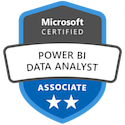 Microsoft
CERTIFIED
POWER BI
DATA ANALYST
ASSOCIATE